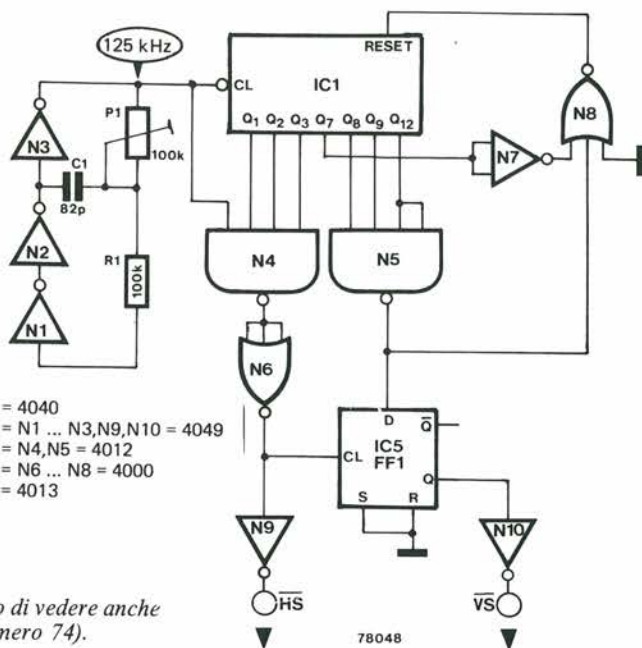 125 kHz
RESET
CL
IC1
Q1 Q2 Q3 Q7 Q8 Q9 Q12
N8
N3
P1
100k
C1
82p
N7
N2
N4
N5
R1
100k
N1
N6
= 4040
= N1 ... N3,N9,N10 = 4049
= N4,N5 = 4012
= N6 ... N8 = 4000
= 4013
D
Q̅
CL
IC5
FF1
Q
S
R
N9
N10
H̅S̅
V̅S̅
o di vedere anche
mero 74).
78048